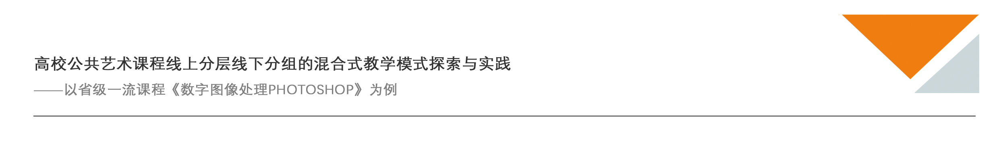 高校公共艺术课程线上分层线下分组的混合式教学模式探索与实践
——以省级一流课程《数字图像处理PHOTOSHOP》为例